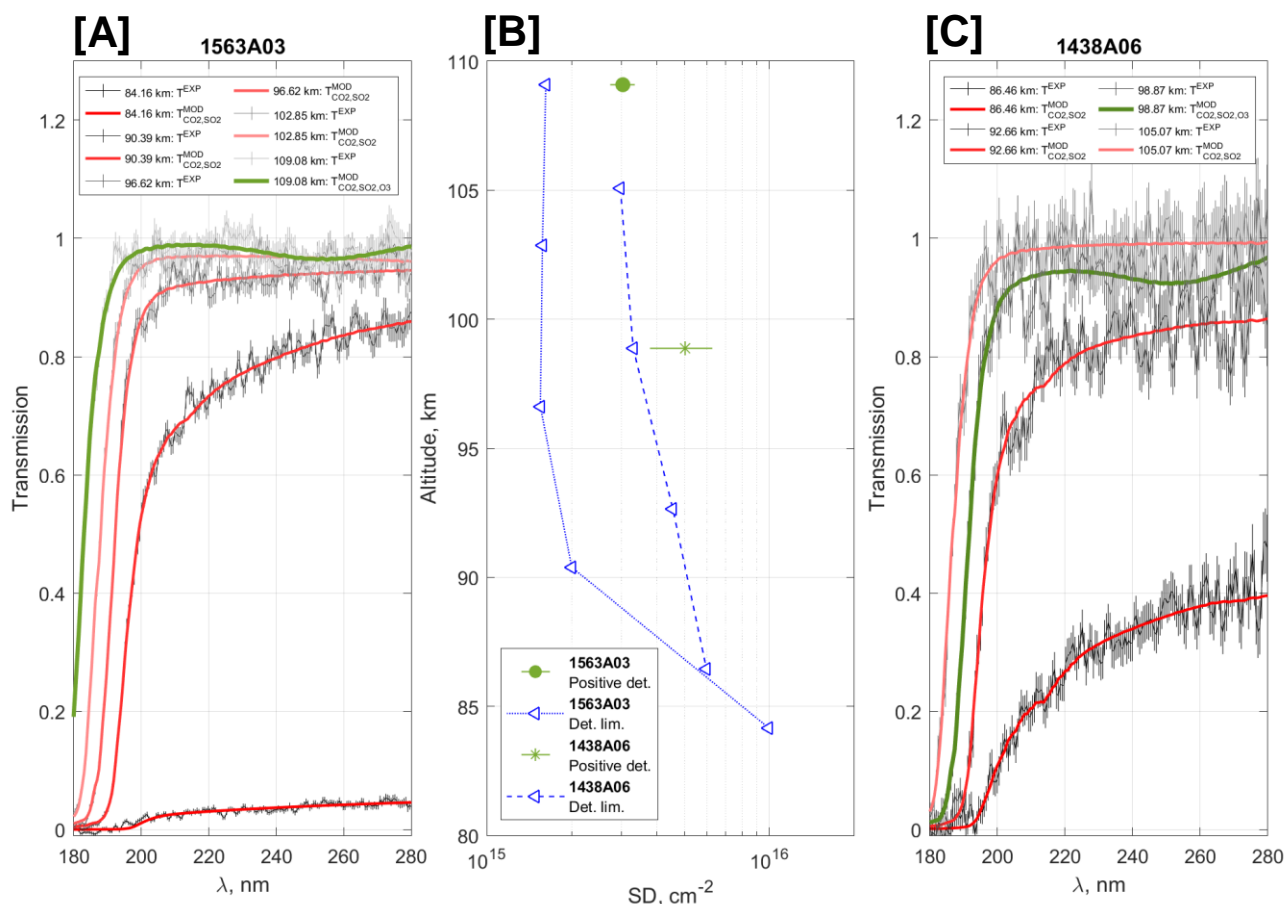 [A]
1563A03
84.16 km: T^EXP
84.16 km: T^MOD_CO2,SO2
90.39 km: T^EXP
90.39 km: T^MOD_CO2,SO2
96.62 km: T^EXP
96.62 km: T^MOD_CO2,SO2
102.85 km: T^EXP
102.85 km: T^MOD_CO2,SO2
109.08 km: T^EXP
109.08 km: T^MOD_CO2,SO2,O3
Transmission
1.2
1
0.8
0.6
0.4
0.2
0
180
200
220
240
260
280
λ, nm
[B]
Altitude, km
110
105
100
95
90
85
80
1563A03
Positive det.
1563A03
Det. lim.
1438A06
Positive det.
1438A06
Det. lim.
10^15
10^16
SD, cm^-2
[C]
1438A06
86.46 km: T^EXP
86.46 km: T^MOD_CO2,SO2
92.66 km: T^EXP
92.66 km: T^MOD_CO2,SO2
98.87 km: T^EXP
98.87 km: T^MOD_CO2,SO2,O3
105.07 km: T^EXP
105.07 km: T^MOD_CO2,SO2
Transmission
1.2
1
0.8
0.6
0.4
0.2
0
180
200
220
240
260
280
λ, nm